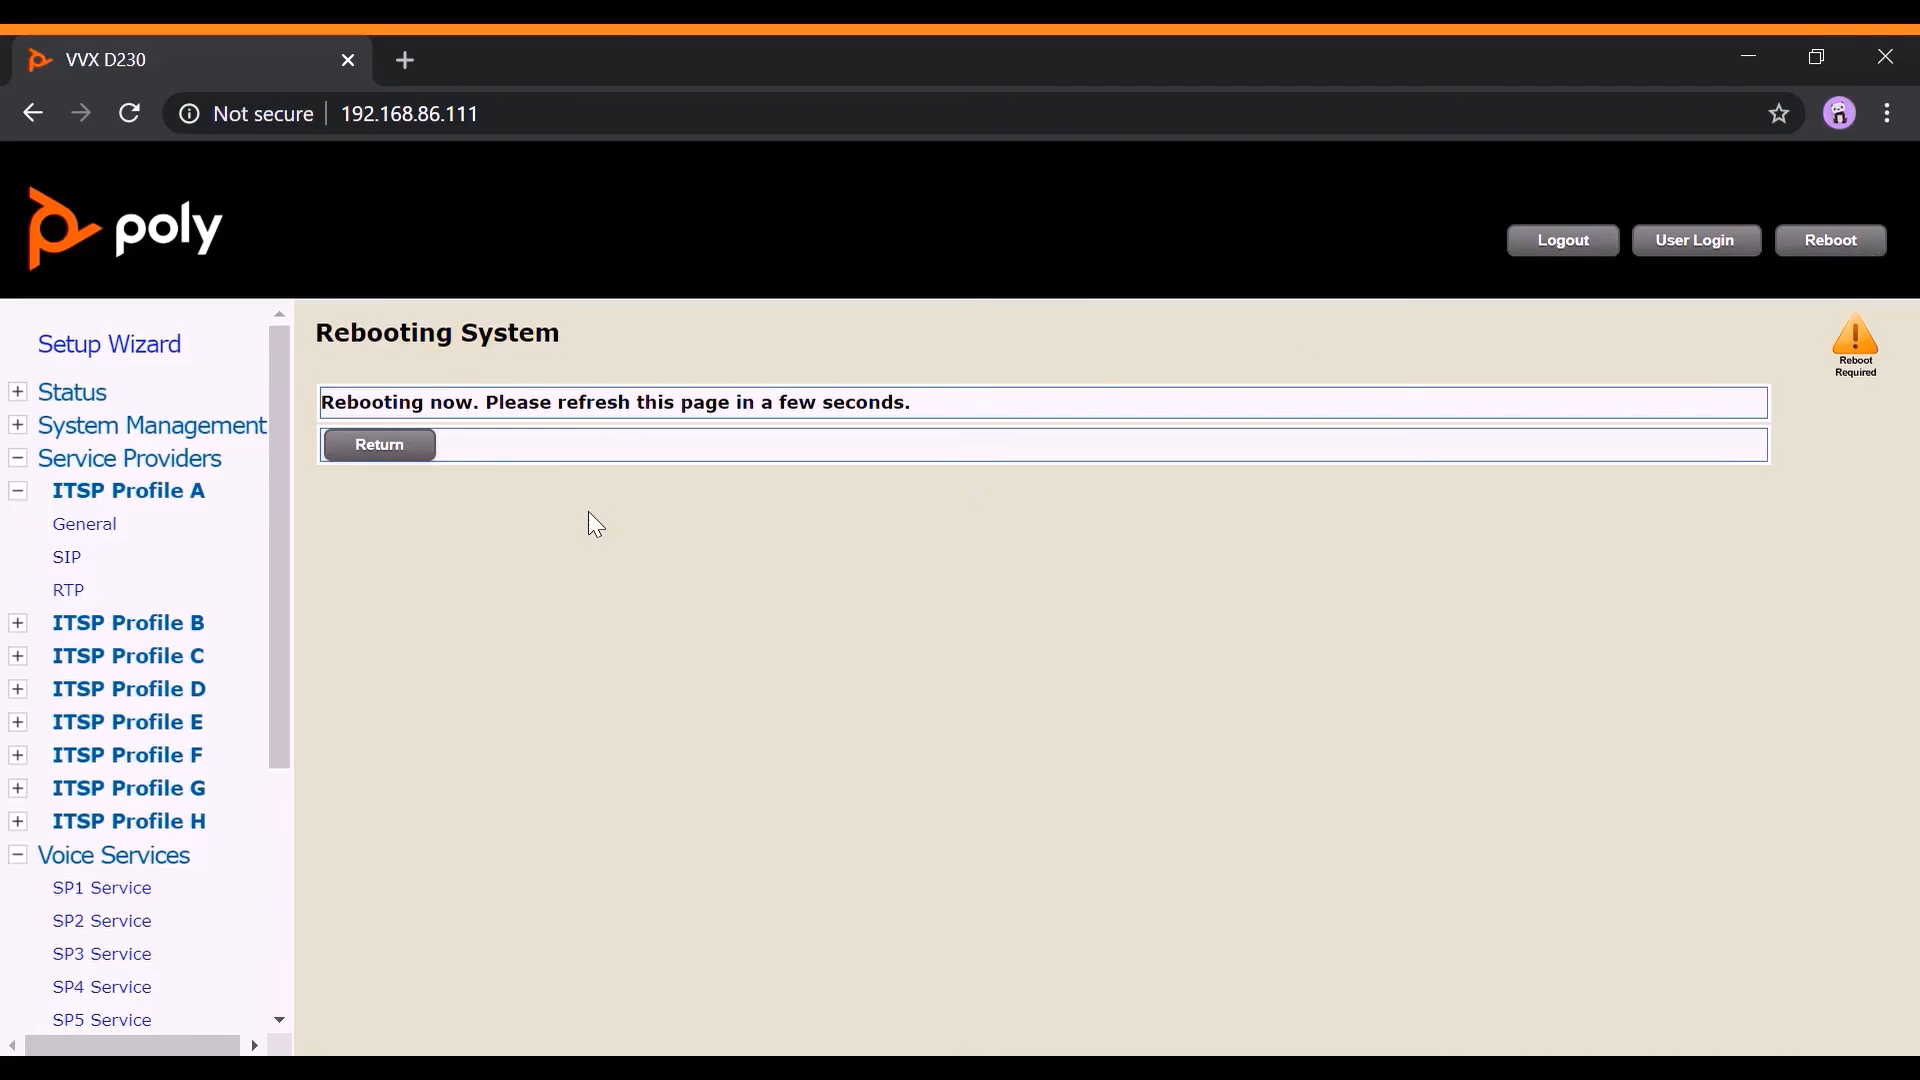 VVX D230
Not secure
192.168.86.111
poly
Logout
User Login
Reboot
Setup Wizard
Status
System Management
Service Providers
ITSP Profile A
General
SIP
RTP
ITSP Profile B
ITSP Profile C
ITSP Profile D
ITSP Profile E
ITSP Profile F
ITSP Profile G
ITSP Profile H
Voice Services
SP1 Service
SP2 Service
SP3 Service
SP4 Service
SP5 Service
Rebooting System
Rebooting now. Please refresh this page in a few seconds.
Return
Reboot
Required